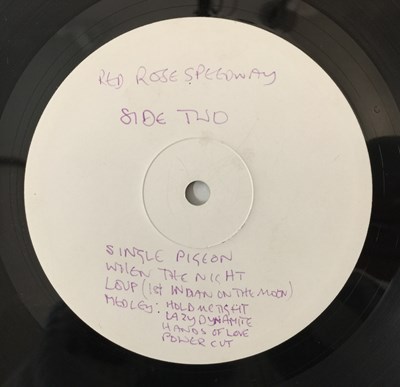 RED ROSE SPEEDWAY
SIDE TWO
SINGLE PIGEON
WHEN THE NIGHT
LOUP (1st INDIAN ON THE MOON)
MEDLEY: HOLD ME TIGHT
LAZY DYNAMITE
HANDS OF LOVE
POWER CUT